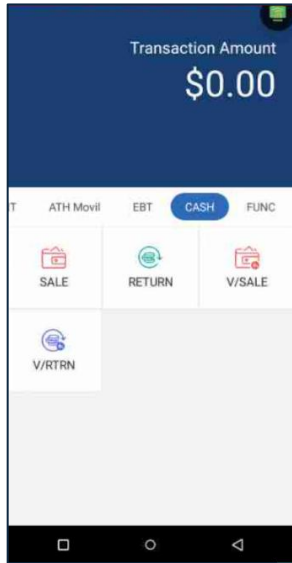 Transaction Amount
$0.00
T ATH Movil EBT CASH FUNC
SALE RETURN V/SALE
V/RTRN